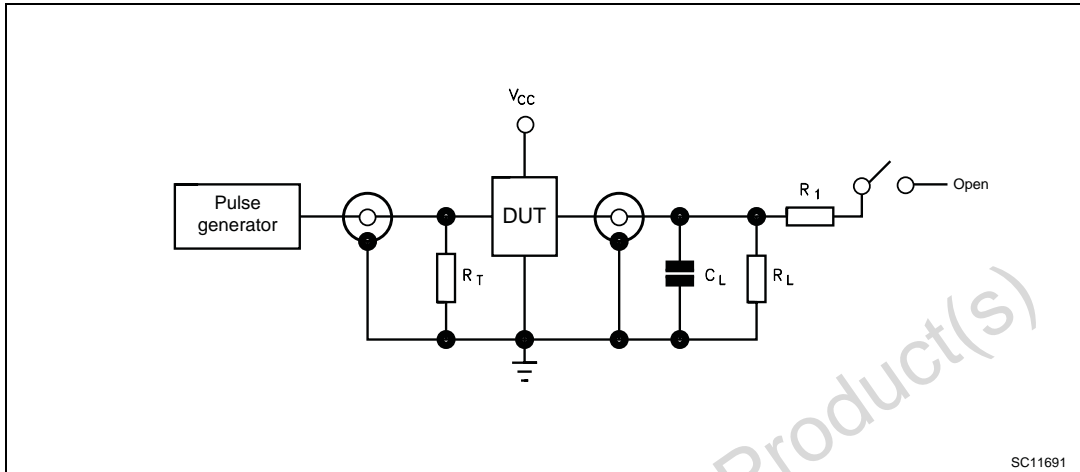 VCC
Pulse
generator
DUT
RT
CL
RL
R1
Open
Product(s)
SC11691